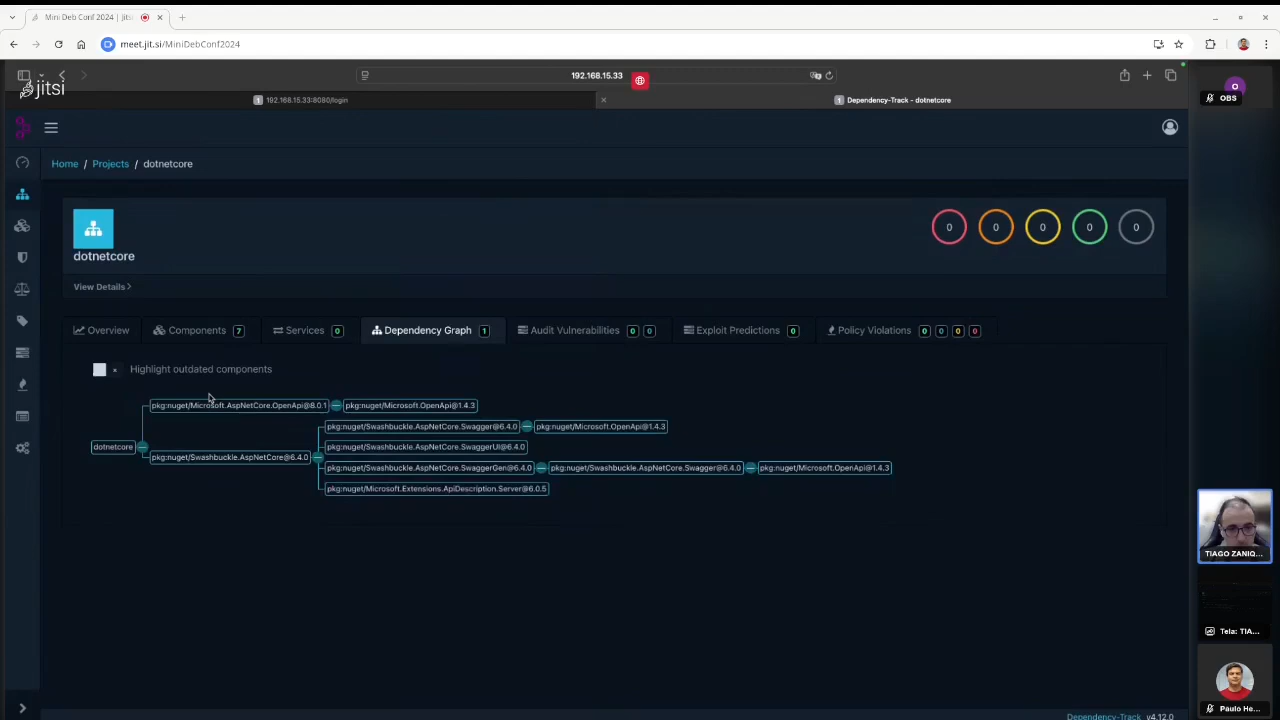 Mini Deb Conf 2024 | Jits
meet.jit.si/MiniDebConf2024
jitsi
192.168.15.33
1 192.168.15.33:8080/login
1 Dependency-Track - dotnetcore
OBS
Home / Projects / dotnetcore
0 0 0 0 0
dotnetcore
View Details
Overview Components 7 Services 0 Dependency Graph 1 Audit Vulnerabilities 0 0 Exploit Predictions 0 Policy Violations 0 0 0 0
Highlight outdated components
pkg:nuget/Microsoft.AspNetCore.OpenApi@8.0.1 pkg:nuget/Microsoft.OpenApi@1.4.3
pkg:nuget/Swashbuckle.AspNetCore.Swagger@6.4.0 pkg:nuget/Microsoft.OpenApi@1.4.3
dotnetcore pkg:nuget/Swashbuckle.AspNetCore.SwaggerUI@6.4.0
pkg:nuget/Swashbuckle.AspNetCore@6.4.0
pkg:nuget/Swashbuckle.AspNetCore.SwaggerGen@6.4.0 pkg:nuget/Swashbuckle.AspNetCore.Swagger@6.4.0 pkg:nuget/Microsoft.OpenApi@1.4.3
pkg:nuget/Microsoft.Extensions.ApiDescription.Server@6.0.5
TIAGO ZANIQ...
Tela: TIA...
Paulo He...
Dependency-Track v4.12.0